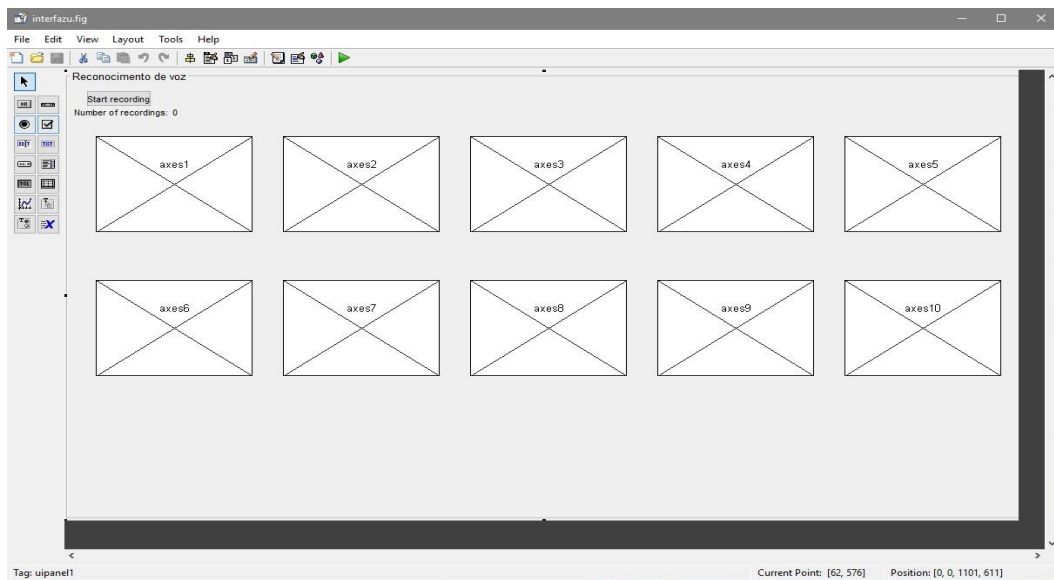 interfazu.fig
File Edit View Layout Tools Help
Reconocimento de voz
Start recording
Number of recordings: 0
axes1 axes2 axes3 axes4 axes5
axes6 axes7 axes8 axes9 axes10
Tag: uipanel1
Current Point: [62, 576] Position: [0, 0, 1101, 611]